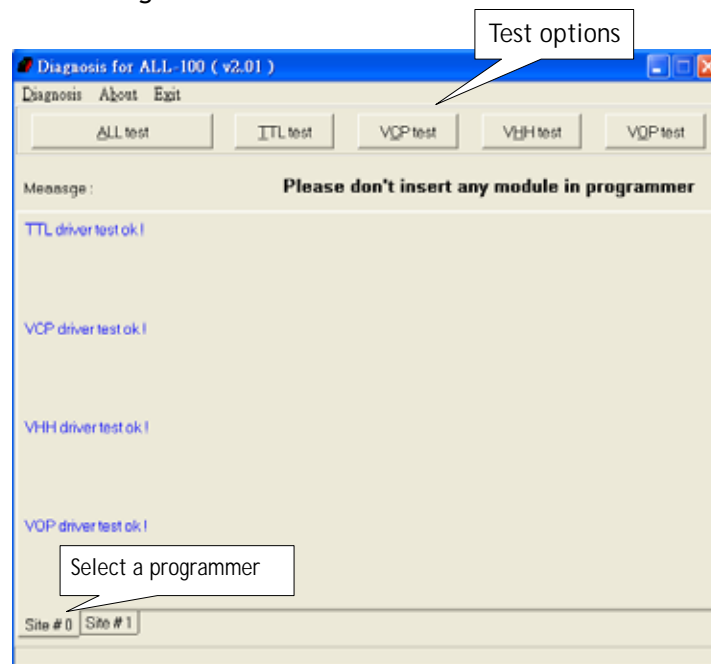 Test options
Diagnosis for ALL-100 ( v2.01 )
Diagnosis About Exit
ALL test TTL test VCP test VHH test VOP test
Message : Please don't insert any module in programmer
TTL driver test ok !
VCP driver test ok !
VHH driver test ok !
VOP driver test ok !
Select a programmer
Site # 0 Site # 1